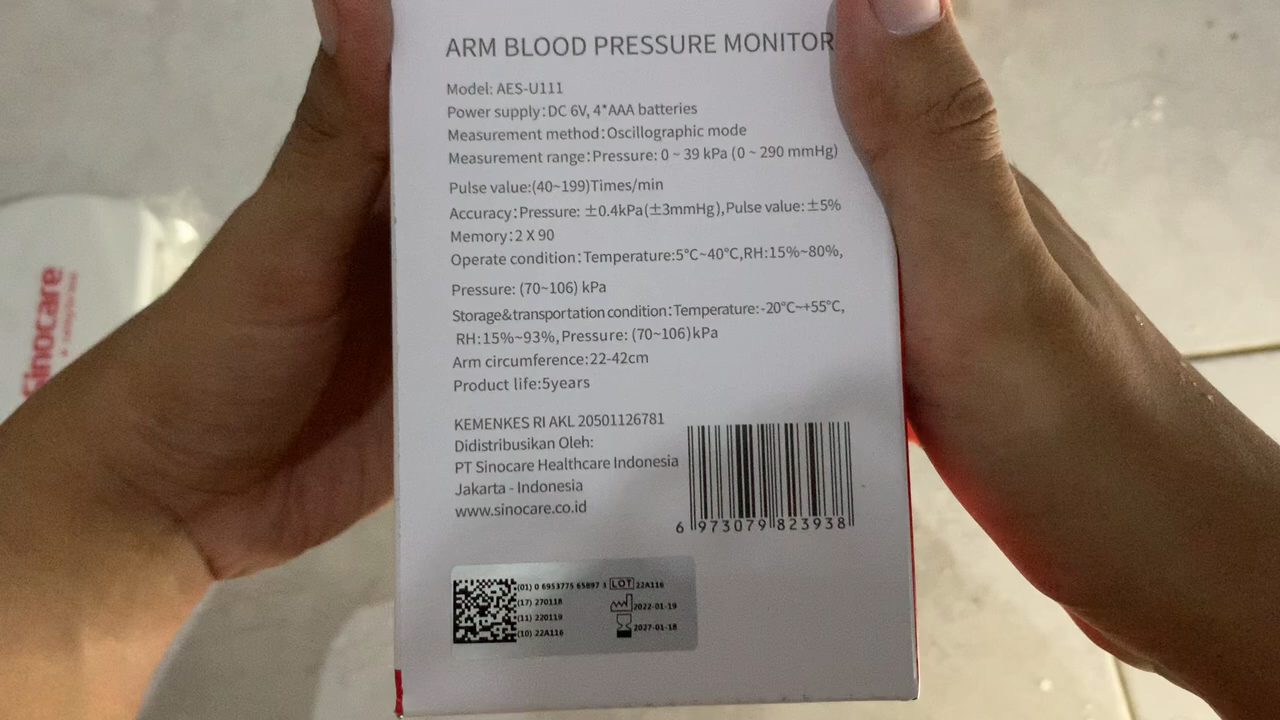 ARM BLOOD PRESSURE MONITOR
Model: AES-U111
Power supply:DC 6V, 4*AAA batteries
Measurement method:Oscillographic mode
Measurement range:Pressure: 0 ~ 39 kPa (0 ~ 290 mmHg)
Pulse value:(40~199)Times/min
Accuracy:Pressure: ±0.4kPa(±3mmHg),Pulse value:±5%
Memory:2 X 90
Operate condition:Temperature:5°C~40°C,RH:15%~80%,
Pressure: (70~106) kPa
Storage&transportation condition:Temperature:-20°C~+55°C,
RH:15%~93%,Pressure: (70~106)kPa
Arm circumference:22-42cm
Product life:5years
KEMENKES RI AKL 20501126781
Didistribusikan Oleh:
PT Sinocare Healthcare Indonesia
Jakarta - Indonesia
www.sinocare.co.id
6 973079 823938
(01) 0 6953775 65897 3 LOT 22A116
(17) 270118
2022-01-19
(11) 220119
2027-01-18
(10) 22A116
Sinocare